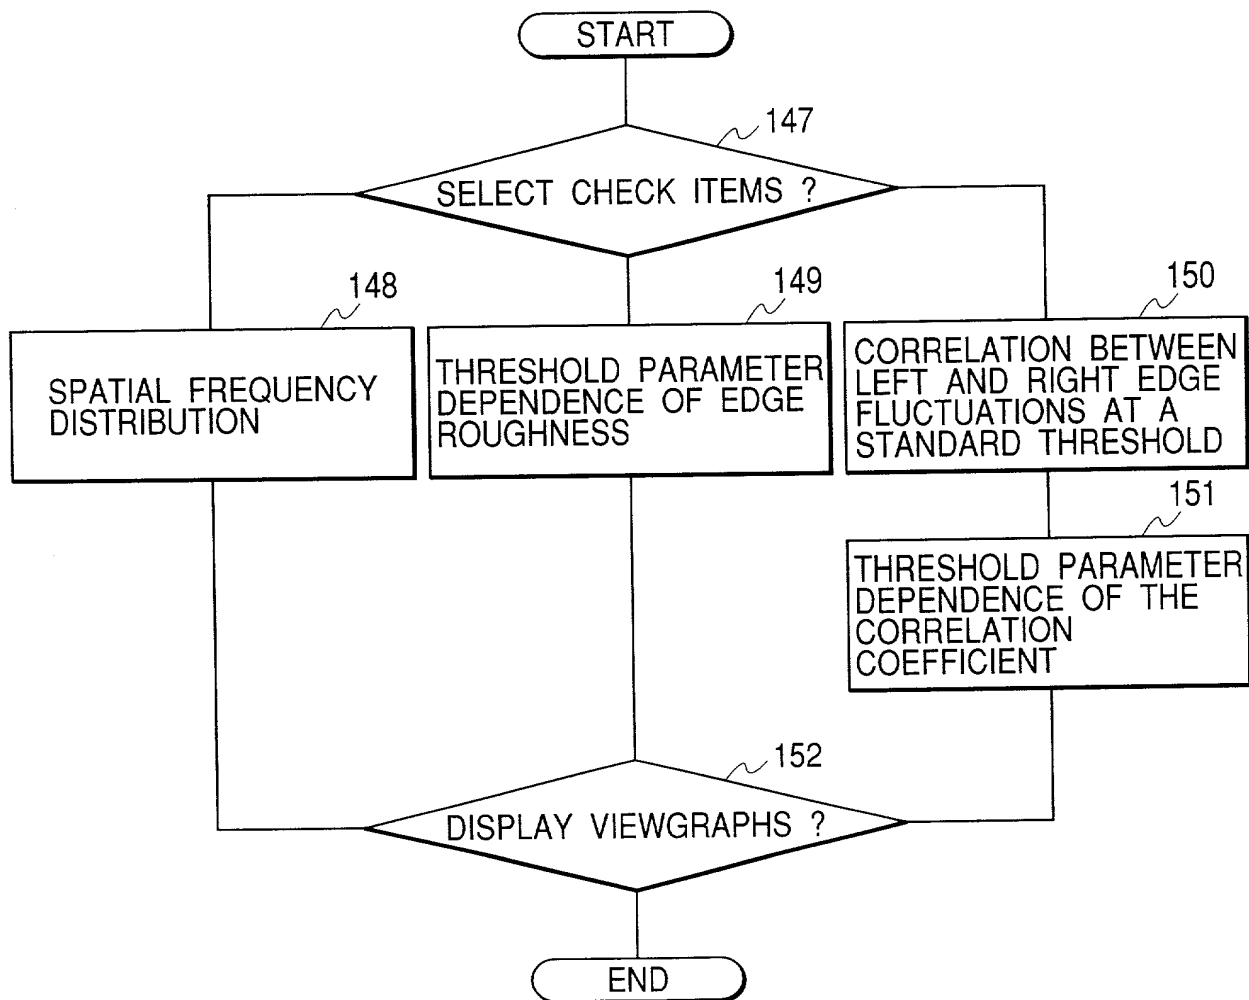 START
147
SELECT CHECK ITEMS ?
148
SPATIAL FREQUENCY
DISTRIBUTION
149
THRESHOLD PARAMETER
DEPENDENCE OF EDGE
ROUGHNESS
150
CORRELATION BETWEEN
LEFT AND RIGHT EDGE
FLUCTUATIONS AT A
STANDARD THRESHOLD
151
THRESHOLD PARAMETER
DEPENDENCE OF THE
CORRELATION
COEFFICIENT
152
DISPLAY VIEWGRAPHS ?
END